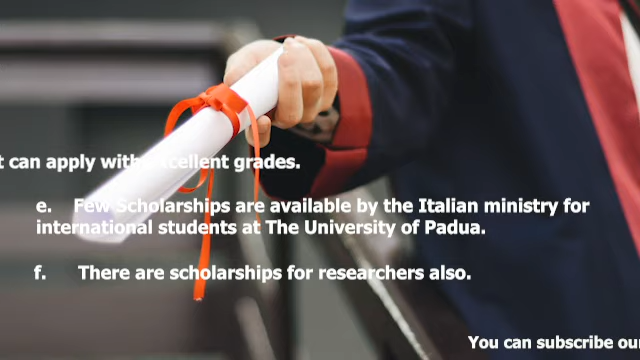 t can apply with excellent grades.
e. Few Scholarships are available by the Italian ministry for
international students at The University of Padua.
f. There are scholarships for researchers also.
You can subscribe our